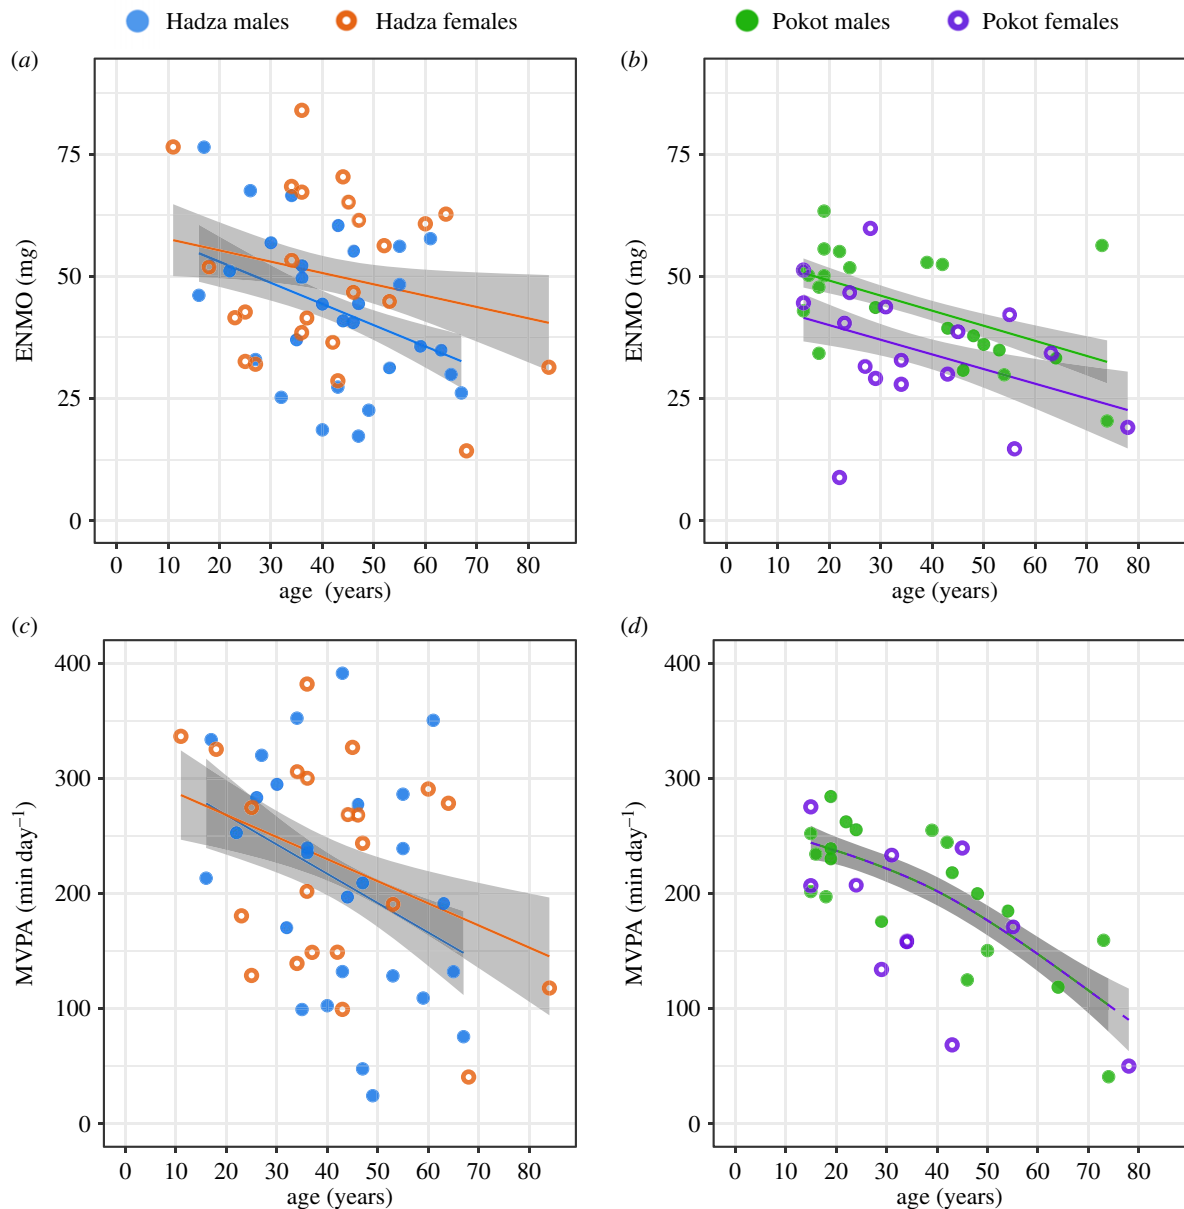 Hadza males Hadza females Pokot males Pokot females
(a)
ENMO (mg)
75
50
25
0
0 10 20 30 40 50 60 70 80
age (years)
(b)
ENMO (mg)
75
50
25
0
0 10 20 30 40 50 60 70 80
age (years)
(c)
MVPA (min day⁻¹)
400
300
200
100
0
0 10 20 30 40 50 60 70 80
age (years)
(d)
MVPA (min day⁻¹)
400
300
200
100
0
0 10 20 30 40 50 60 70 80
age (years)